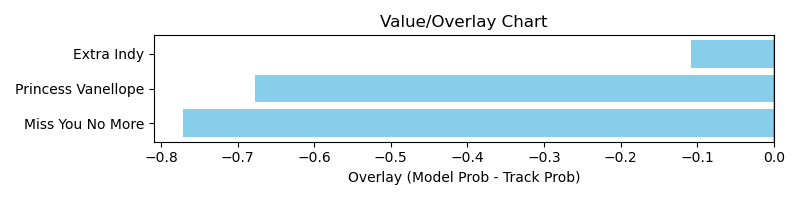 Value/Overlay Chart
Extra Indy
Princess Vanellope
Miss You No More
−0.8 −0.7 −0.6 −0.5 −0.4 −0.3 −0.2 −0.1 0.0
Overlay (Model Prob - Track Prob)